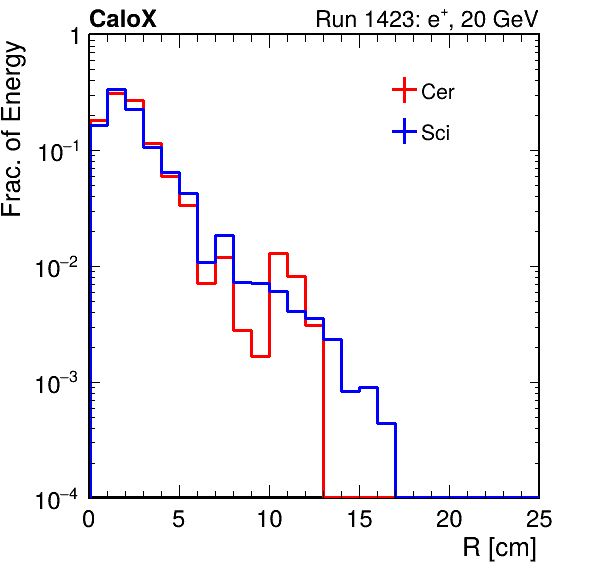 CaloX Run 1423: e⁺, 20 GeV
Frac. of Energy
1
10⁻¹
10⁻²
10⁻³
10⁻⁴
Cer
Sci
0 5 10 15 20 25
R [cm]